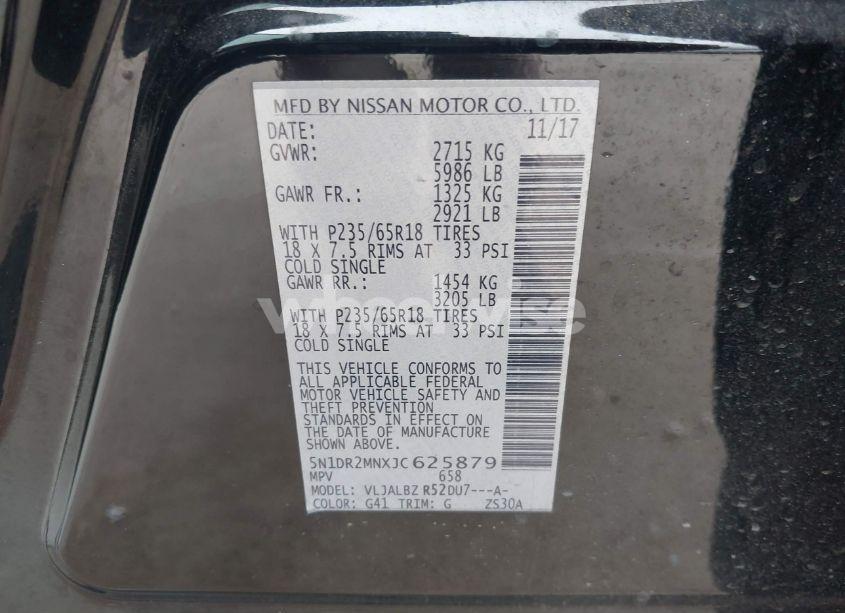 MFD BY NISSAN MOTOR CO., LTD.
DATE: 11/17
GVWR: 2715 KG
5986 LB
GAWR FR.: 1325 KG
2921 LB
WITH P235/65R18 TIRES
18 X 7.5 RIMS AT 33 PSI
COLD SINGLE
GAWR RR.: 1454 KG
3205 LB
WITH P235/65R18 TIRES
18 X 7.5 RIMS AT 33 PSI
COLD SINGLE
THIS VEHICLE CONFORMS TO
ALL APPLICABLE FEDERAL
MOTOR VEHICLE SAFETY AND
THEFT PREVENTION
STANDARDS IN EFFECT ON
THE DATE OF MANUFACTURE
SHOWN ABOVE.
5N1DR2MNXJC625879
MPV 658
MODEL: VLJALBZ R52DU7---A-
COLOR: G41 TRIM: G ZS30A